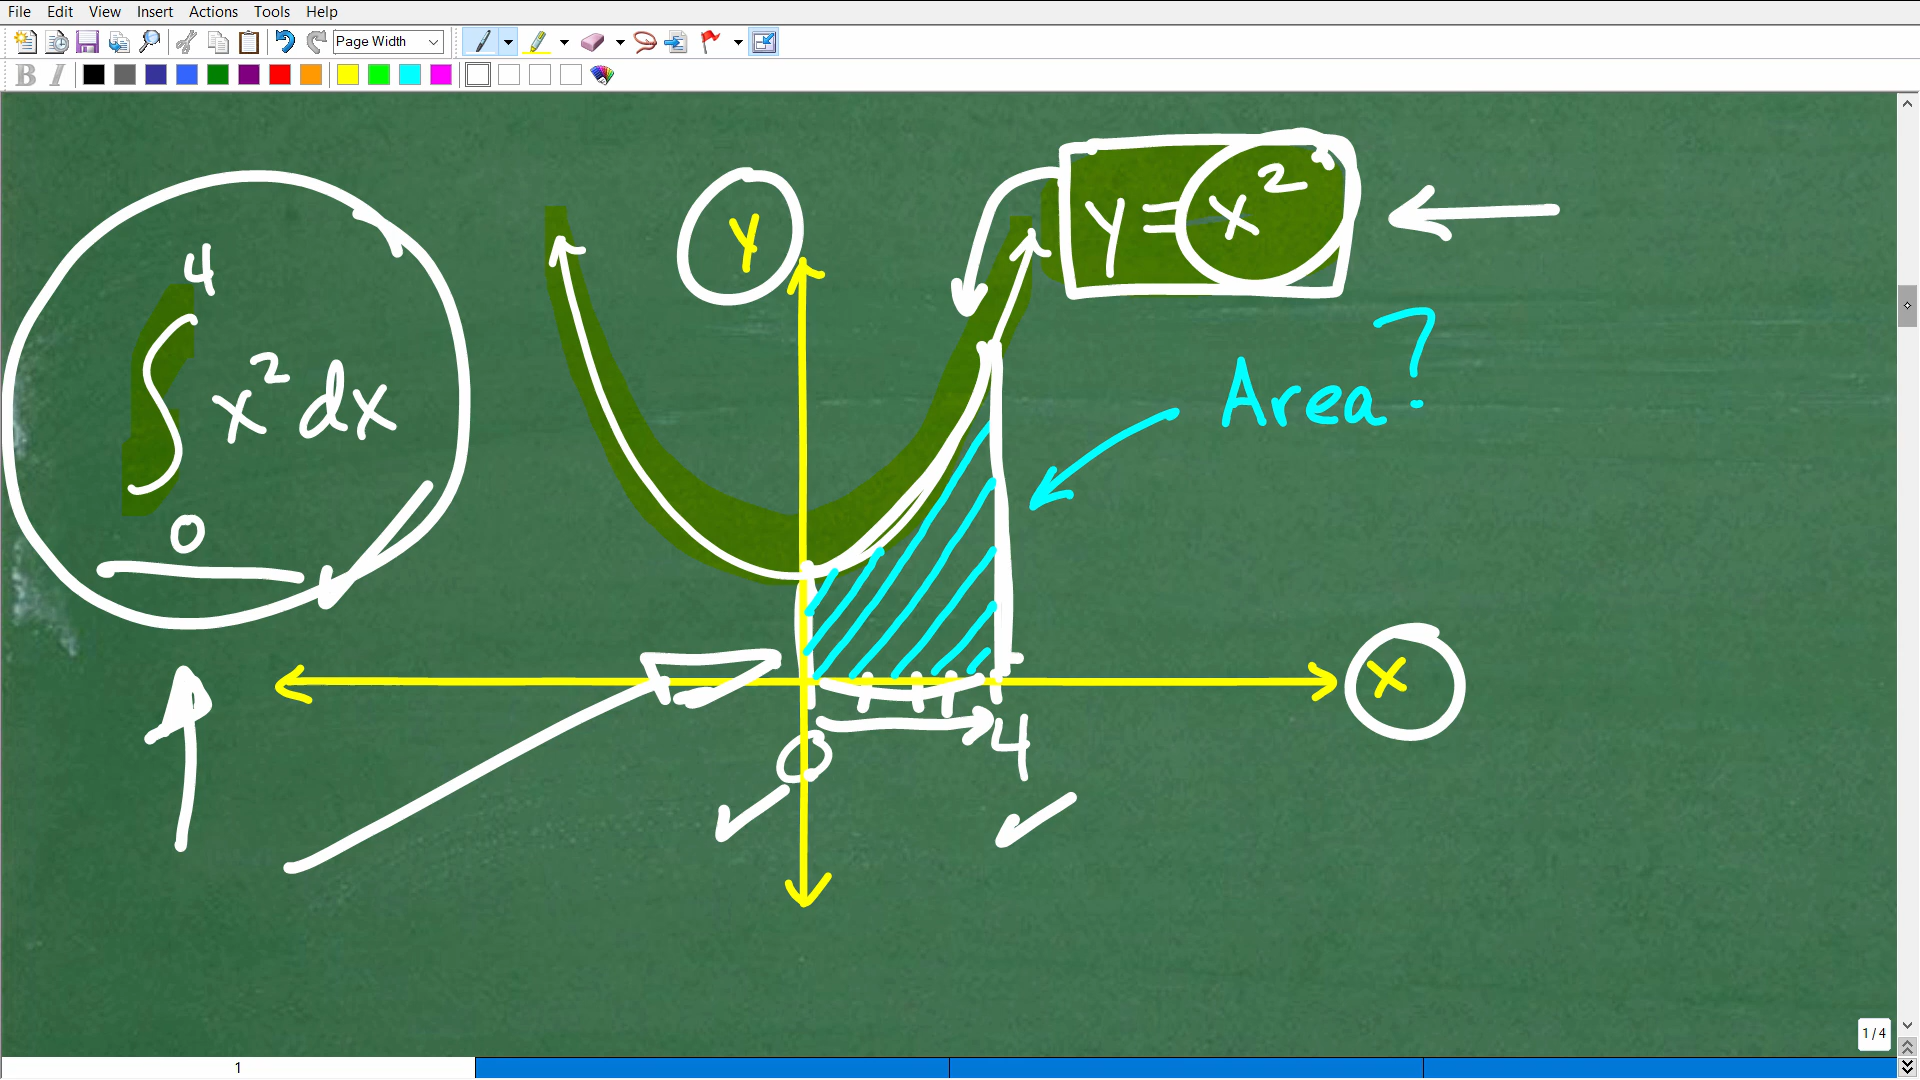 File Edit View Insert Actions Tools Help
Page Width
B I
y = x²
Y
4
∫ x² dx
0
Area?
x
0 4
1 / 4
1